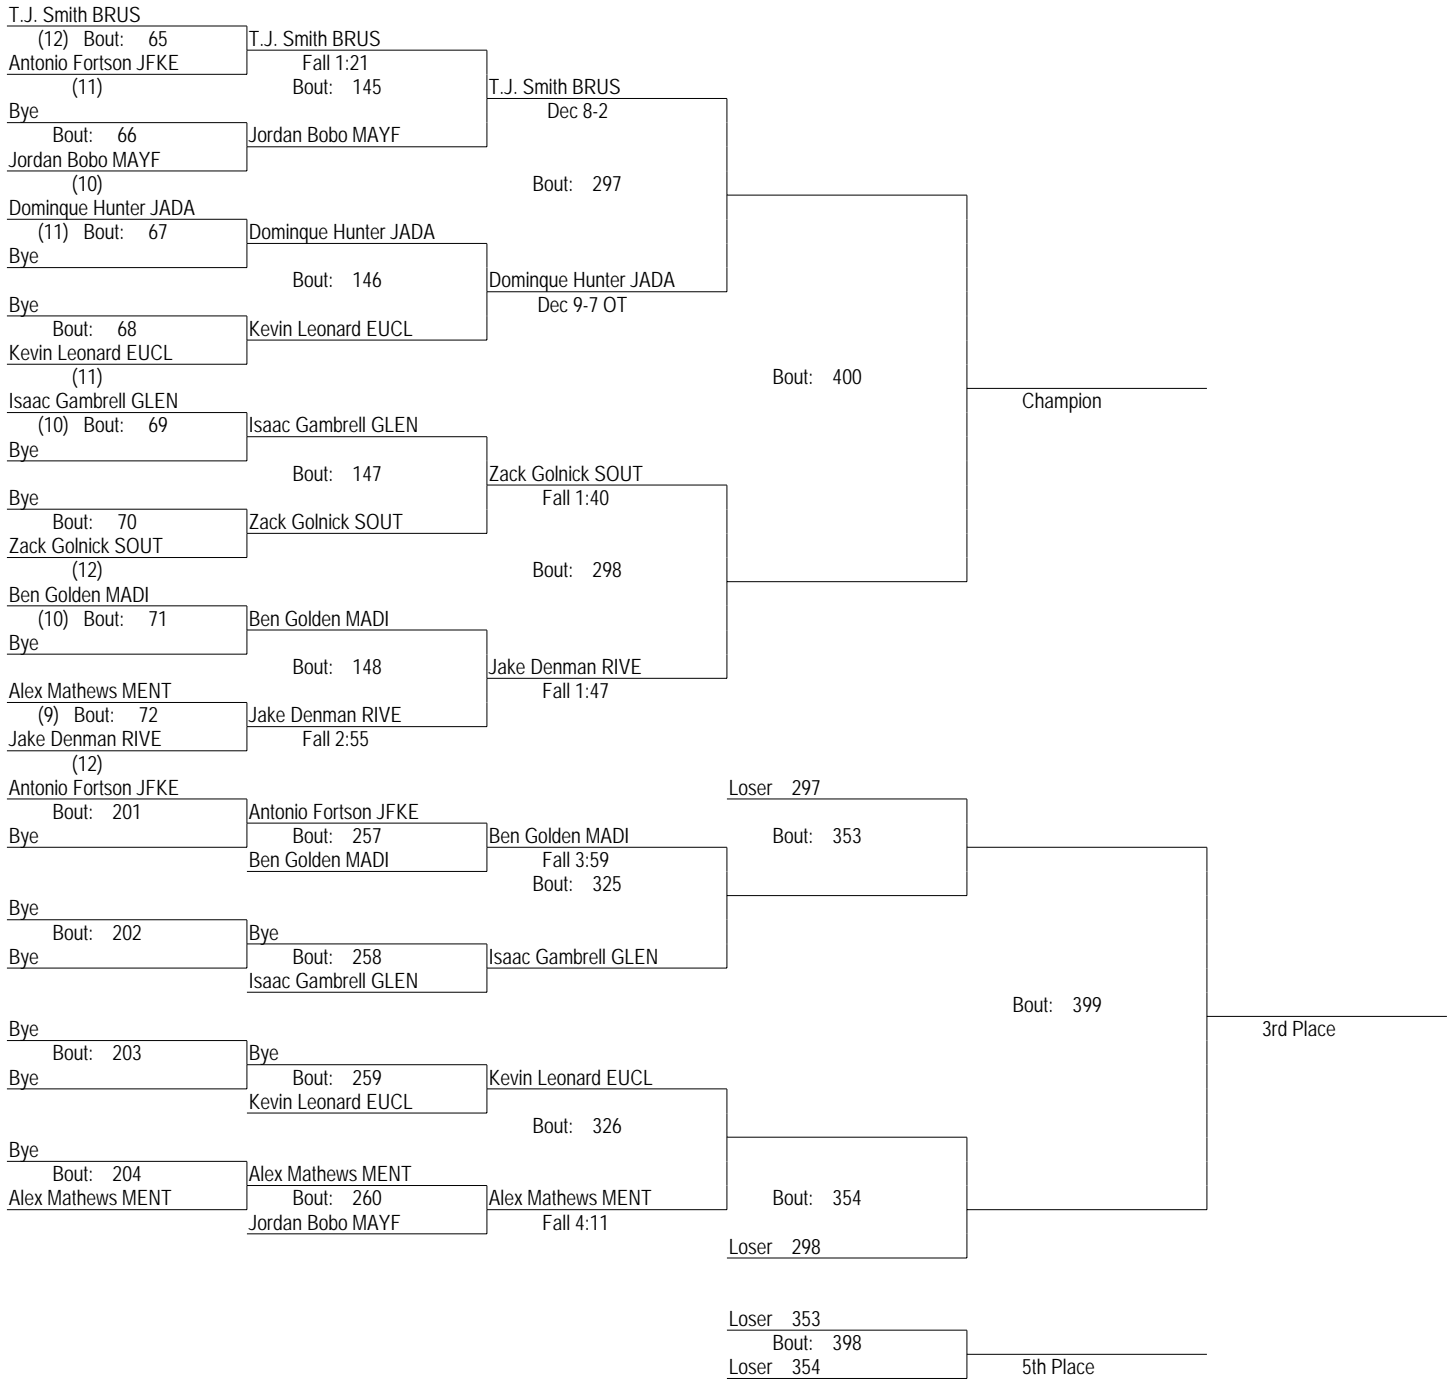 T.J. Smith BRUS
(12) Bout: 65 T.J. Smith BRUS
Antonio Fortson JFKE Fall 1:21
(11) Bout: 145 T.J. Smith BRUS
Bye Dec 8-2
Bout: 66 Jordan Bobo MAYF
Jordan Bobo MAYF
(10) Bout: 297
Dominque Hunter JADA
(11) Bout: 67 Dominque Hunter JADA
Bye
Bout: 146 Dominque Hunter JADA
Bye Dec 9-7 OT
Bout: 68 Kevin Leonard EUCL
Kevin Leonard EUCL
(11) Bout: 400
Isaac Gambrell GLEN Champion
(10) Bout: 69 Isaac Gambrell GLEN
Bye
Bout: 147 Zack Golnick SOUT
Bye Fall 1:40
Bout: 70 Zack Golnick SOUT
Zack Golnick SOUT
(12) Bout: 298
Ben Golden MADI
(10) Bout: 71 Ben Golden MADI
Bye
Bout: 148 Jake Denman RIVE
Alex Mathews MENT Fall 1:47
(9) Bout: 72 Jake Denman RIVE
Jake Denman RIVE Fall 2:55
(12)
Antonio Fortson JFKE Loser 297
Bout: 201 Antonio Fortson JFKE
Bye Bout: 257 Ben Golden MADI Bout: 353
Ben Golden MADI Fall 3:59
Bout: 325
Bye
Bout: 202 Bye
Bye Bout: 258 Isaac Gambrell GLEN
Isaac Gambrell GLEN
Bout: 399
Bye 3rd Place
Bout: 203 Bye
Bye Bout: 259 Kevin Leonard EUCL
Kevin Leonard EUCL
Bout: 326
Bye
Bout: 204 Alex Mathews MENT
Alex Mathews MENT Bout: 260 Alex Mathews MENT Bout: 354
Jordan Bobo MAYF Fall 4:11
Loser 298
Loser 353
Bout: 398
Loser 354 5th Place